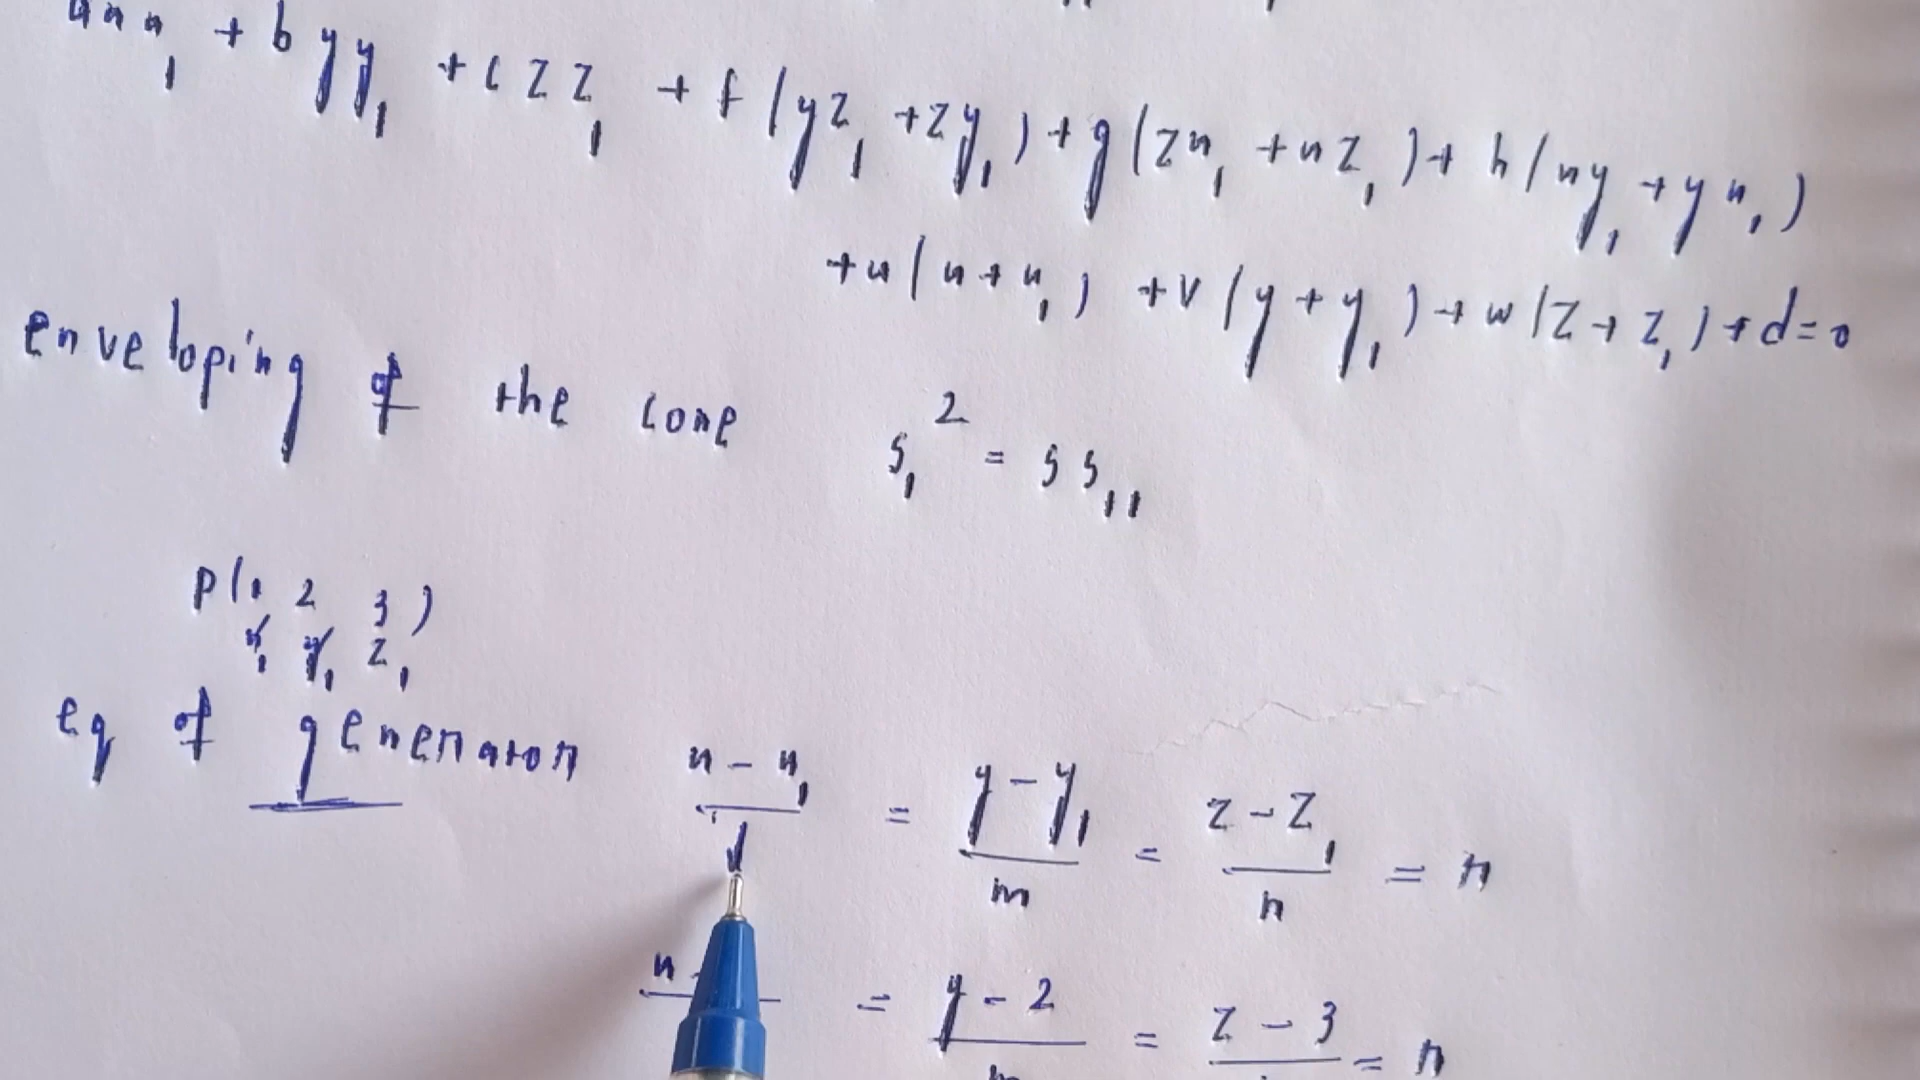 axx₁ + byy₁ + czz₁ + f(yz₁ + zy₁) + g(zx₁ + xz₁) + h(xy₁ + yx₁)
+ u(x + x₁) + v(y + y₁) + w(z + z₁) + d = 0
enveloping of the cone S₁² = S S₁₁
P(1 2 3)
x₁ y₁ z₁
eq of generator x - x₁ / l = y - y₁ / m = z - z₁ / n = r
x - = y - 2 / m = z - 3 = r